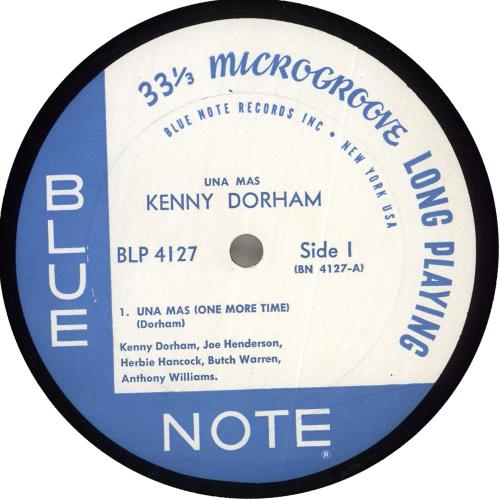 33⅓ MICROGROOVE LONG PLAYING
BLUE NOTE RECORDS INC • NEW YORK USA
UNA MAS
KENNY DORHAM
BLP 4127
Side 1
(BN 4127-A)
1. UNA MAS (ONE MORE TIME)
(Dorham)
Kenny Dorham, Joe Henderson,
Herbie Hancock, Butch Warren,
Anthony Williams.
BLUE
NOTE ®